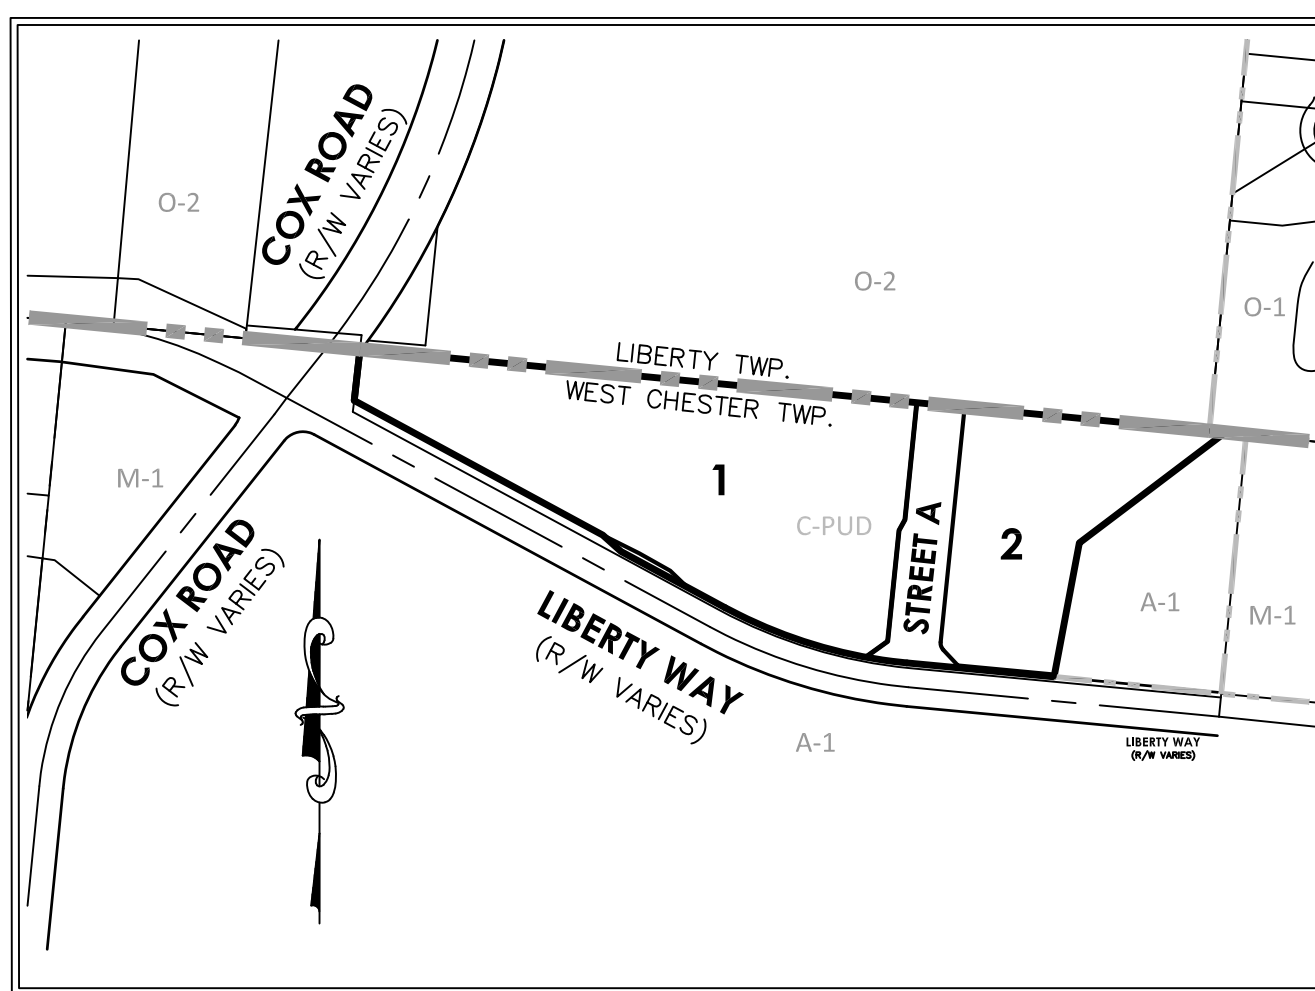 COX ROAD
(R/W VARIES)
O-2
O-2
O-1
LIBERTY TWP.
WEST CHESTER TWP.
M-1
1
C-PUD
STREET A
2
COX ROAD
(R/W VARIES)
LIBERTY WAY
(R/W VARIES)
A-1
M-1
A-1
LIBERTY WAY
(R/W VARIES)